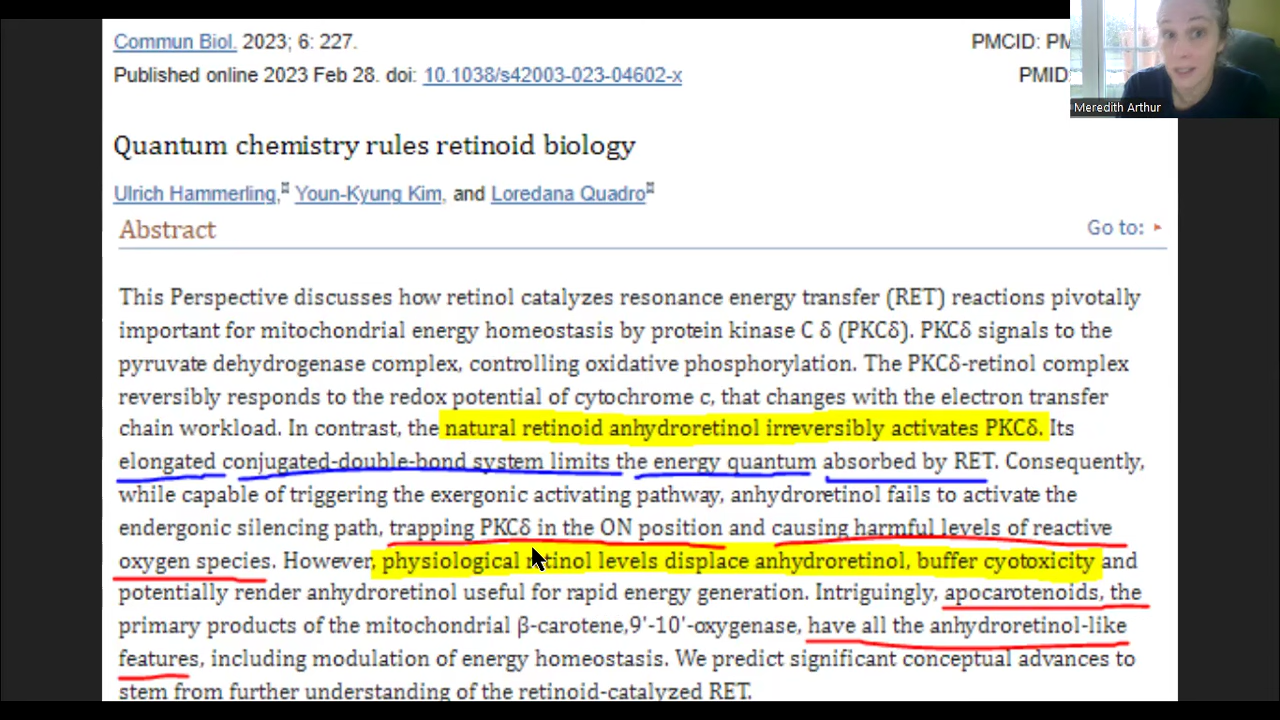 Commun Biol. 2023; 6: 227.
PMCID:
Published online 2023 Feb 28. doi: 10.1038/s42003-023-04602-x
PMID:
Meredith Arthur
Quantum chemistry rules retinoid biology
Ulrich Hammerling,¤ Youn-Kyung Kim, and Loredana Quadro¤
Abstract
Go to: ▸
This Perspective discusses how retinol catalyzes resonance energy transfer (RET) reactions pivotally
important for mitochondrial energy homeostasis by protein kinase C δ (PKCδ). PKCδ signals to the
pyruvate dehydrogenase complex, controlling oxidative phosphorylation. The PKCδ-retinol complex
reversibly responds to the redox potential of cytochrome c, that changes with the electron transfer
chain workload. In contrast, the natural retinoid anhydroretinol irreversibly activates PKCδ. Its
elongated conjugated-double-bond system limits the energy quantum absorbed by RET. Consequently,
while capable of triggering the exergonic activating pathway, anhydroretinol fails to activate the
endergonic silencing path, trapping PKCδ in the ON position and causing harmful levels of reactive
oxygen species. However, physiological retinol levels displace anhydroretinol, buffer cyotoxicity and
potentially render anhydroretinol useful for rapid energy generation. Intriguingly, apocarotenoids, the
primary products of the mitochondrial β-carotene,9'-10'-oxygenase, have all the anhydroretinol-like
features, including modulation of energy homeostasis. We predict significant conceptual advances to
stem from further understanding of the retinoid-catalyzed RET.